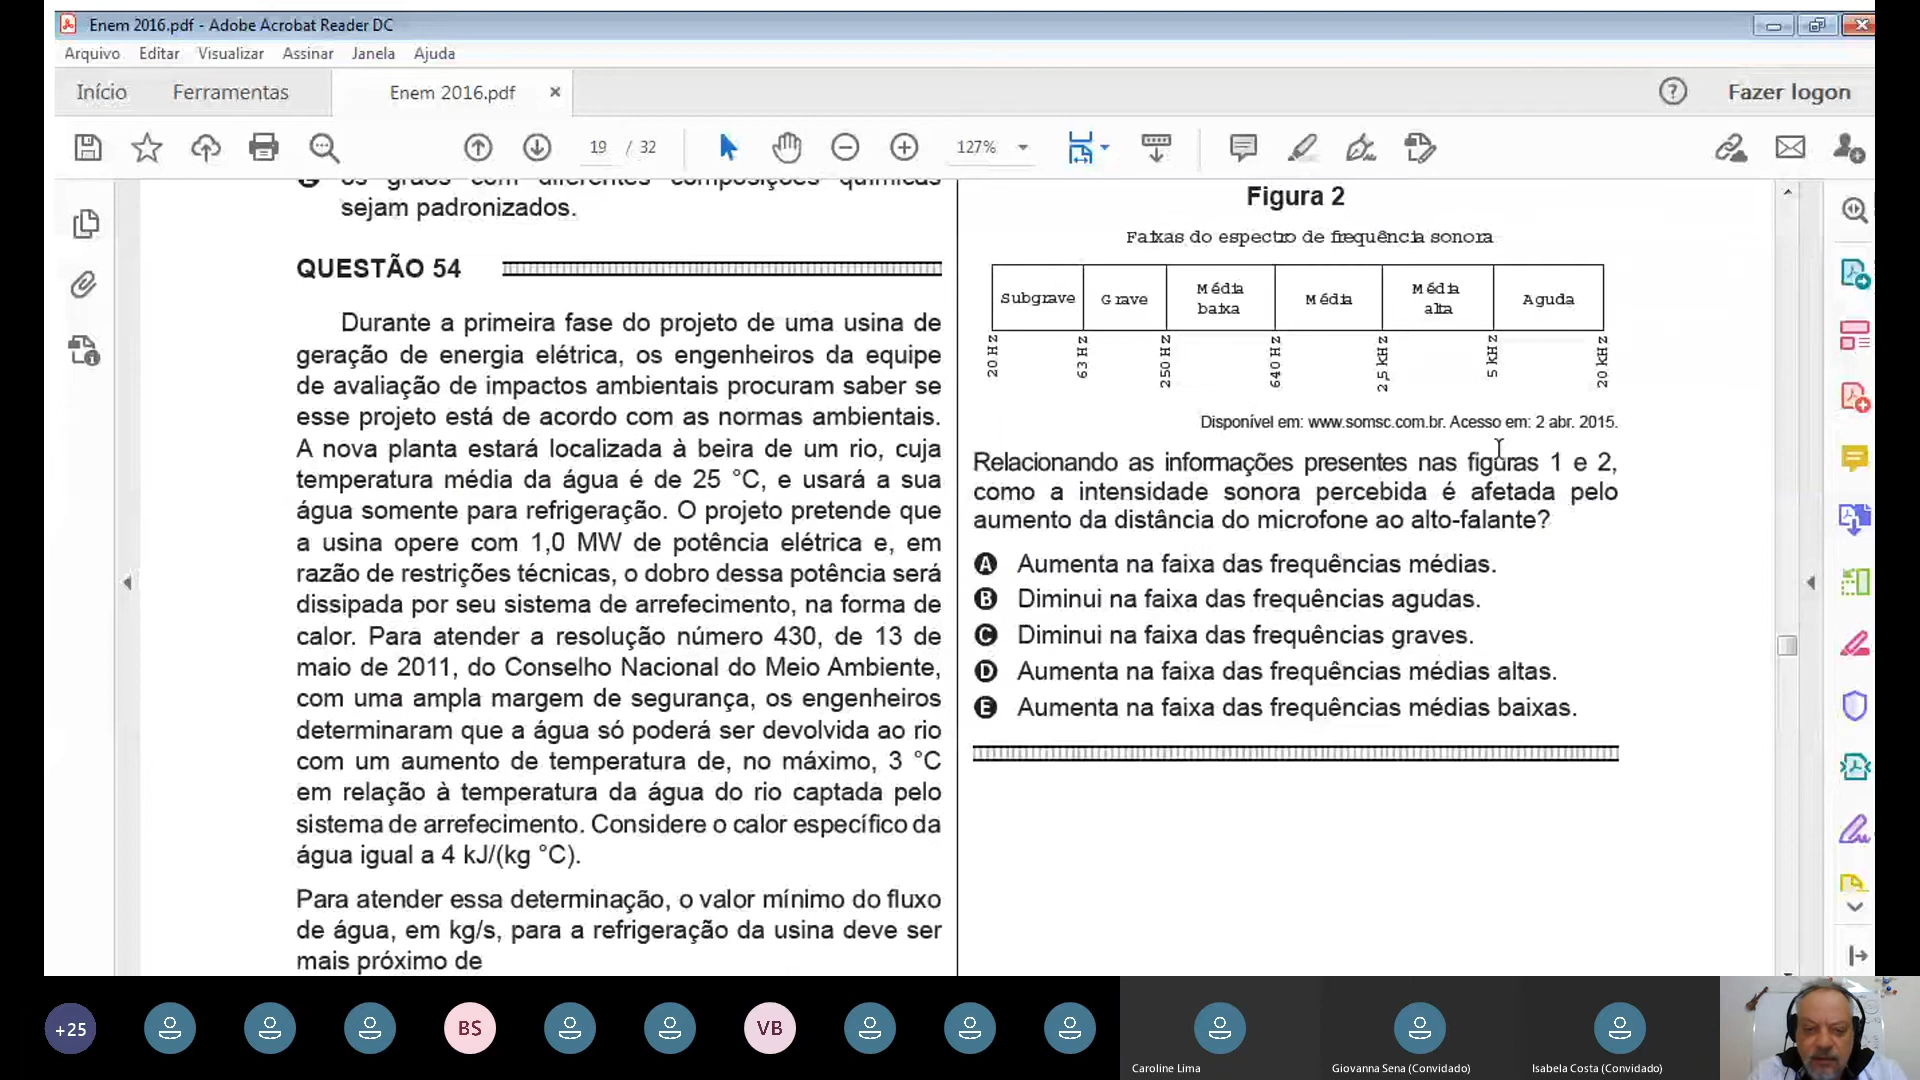 Enem 2016.pdf - Adobe Acrobat Reader DC
Arquivo Editar Visualizar Assinar Janela Ajuda
Início Ferramentas Enem 2016.pdf × Fazer logon
19 / 32 127%
os grãos com diferentes composições químicas
sejam padronizados.
QUESTÃO 54
Durante a primeira fase do projeto de uma usina de
geração de energia elétrica, os engenheiros da equipe
de avaliação de impactos ambientais procuram saber se
esse projeto está de acordo com as normas ambientais.
A nova planta estará localizada à beira de um rio, cuja
temperatura média da água é de 25 °C, e usará a sua
água somente para refrigeração. O projeto pretende que
a usina opere com 1,0 MW de potência elétrica e, em
razão de restrições técnicas, o dobro dessa potência será
dissipada por seu sistema de arrefecimento, na forma de
calor. Para atender a resolução número 430, de 13 de
maio de 2011, do Conselho Nacional do Meio Ambiente,
com uma ampla margem de segurança, os engenheiros
determinaram que a água só poderá ser devolvida ao rio
com um aumento de temperatura de, no máximo, 3 °C
em relação à temperatura da água do rio captada pelo
sistema de arrefecimento. Considere o calor específico da
água igual a 4 kJ/(kg °C).
Para atender essa determinação, o valor mínimo do fluxo
de água, em kg/s, para a refrigeração da usina deve ser
mais próximo de
Figura 2
Faixas do espectro de frequência sonora
Subgrave Grave Média baixa Média Média alta Aguda
20 Hz 63 Hz 250 Hz 640 Hz 2,5 kHz 5 kHz 20 kHz
Disponível em: www.somsc.com.br. Acesso em: 2 abr. 2015.
Relacionando as informações presentes nas figuras 1 e 2,
como a intensidade sonora percebida é afetada pelo
aumento da distância do microfone ao alto-falante?
A Aumenta na faixa das frequências médias.
B Diminui na faixa das frequências agudas.
C Diminui na faixa das frequências graves.
D Aumenta na faixa das frequências médias altas.
E Aumenta na faixa das frequências médias baixas.
+25 BS VB
Caroline Lima Giovanna Sena (Convidado) Isabela Costa (Convidado)